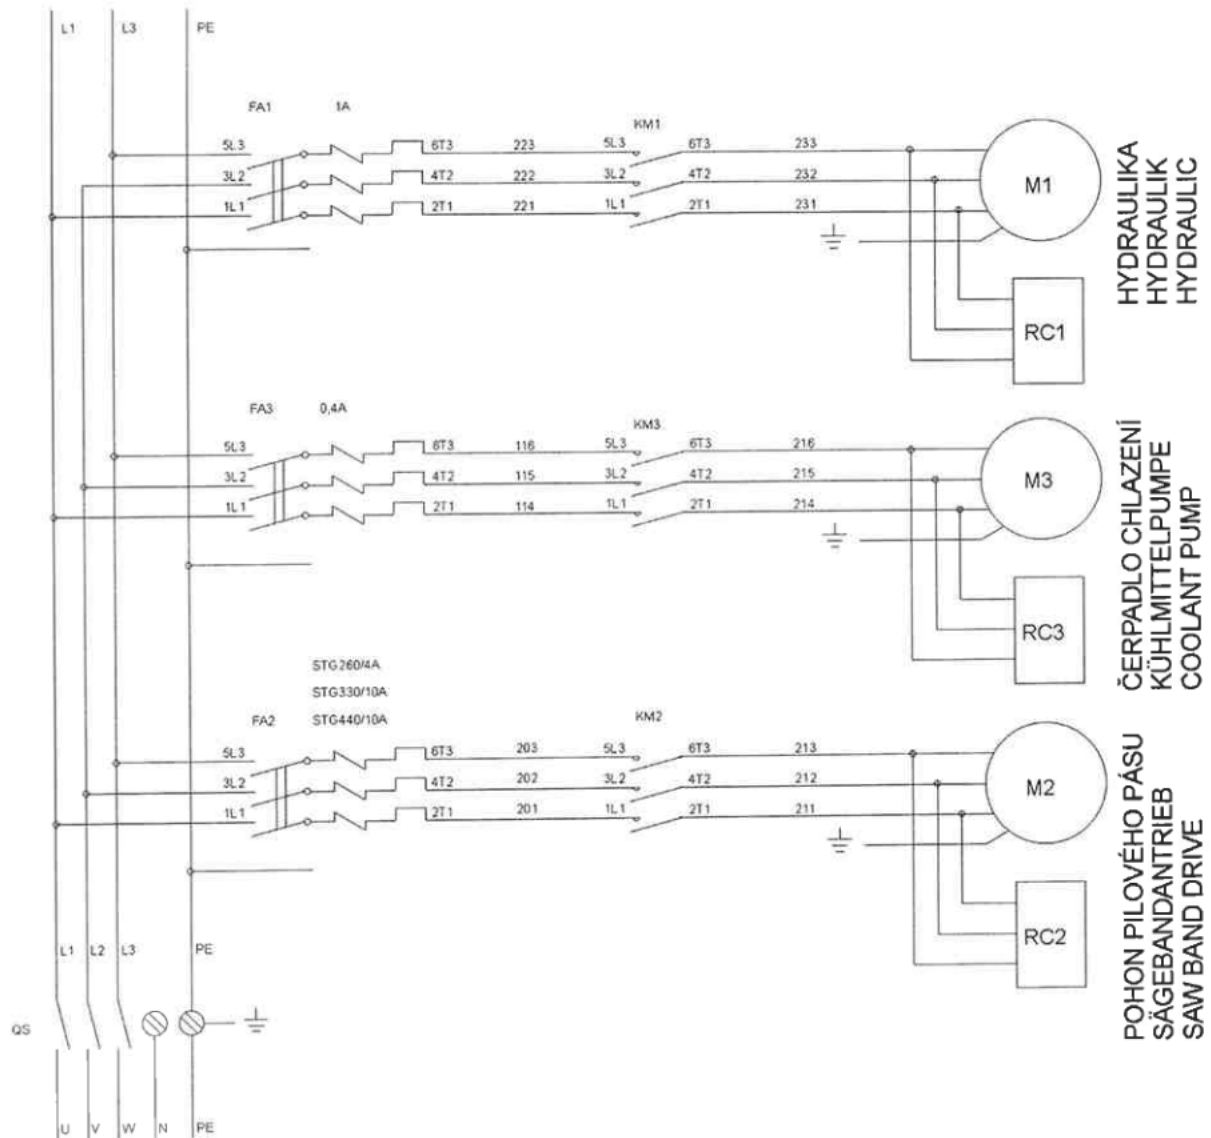 L1 L3 PE
FA1 1A
KM1
5L3 6T3 223 5L3 6T3 233
3L2 4T2 222 3L2 4T2 232
1L1 2T1 221 1L1 2T1 231
M1
RC1
HYDRAULIKA
HYDRAULIK
HYDRAULIC
FA3 0,4A
KM3
5L3 6T3 116 5L3 6T3 216
3L2 4T2 115 3L2 4T2 215
1L1 2T1 114 1L1 2T1 214
M3
RC3
ČERPADLO CHLAZENÍ
KÜHLMITTELPUMPE
COOLANT PUMP
STG260/4A
STG330/10A
FA2 STG440/10A
KM2
5L3 6T3 203 5L3 6T3 213
3L2 4T2 202 3L2 4T2 212
1L1 2T1 201 1L1 2T1 211
M2
RC2
POHON PILOVÉHO PÁSU
SÄGEBANDANTRIEB
SAW BAND DRIVE
L1 L2 L3 PE
QS
U V W N PE